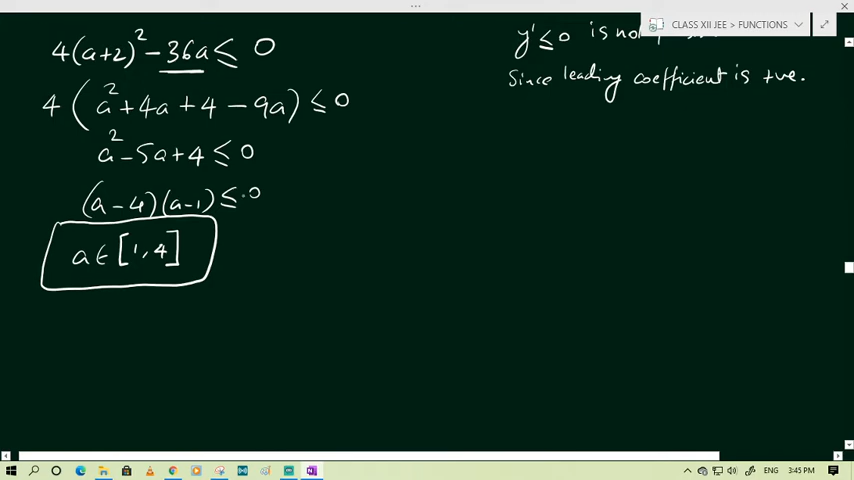 CLASS XII JEE > FUNCTIONS
4(a+2)² - 36a ≤ 0
y' ≤ 0 is not
4(a² + 4a + 4 - 9a) ≤ 0
Since leading coefficient is +ve.
a² - 5a + 4 ≤ 0
(a - 4)(a - 1) ≤ 0
a ∈ [1, 4]
ENG 3:45 PM